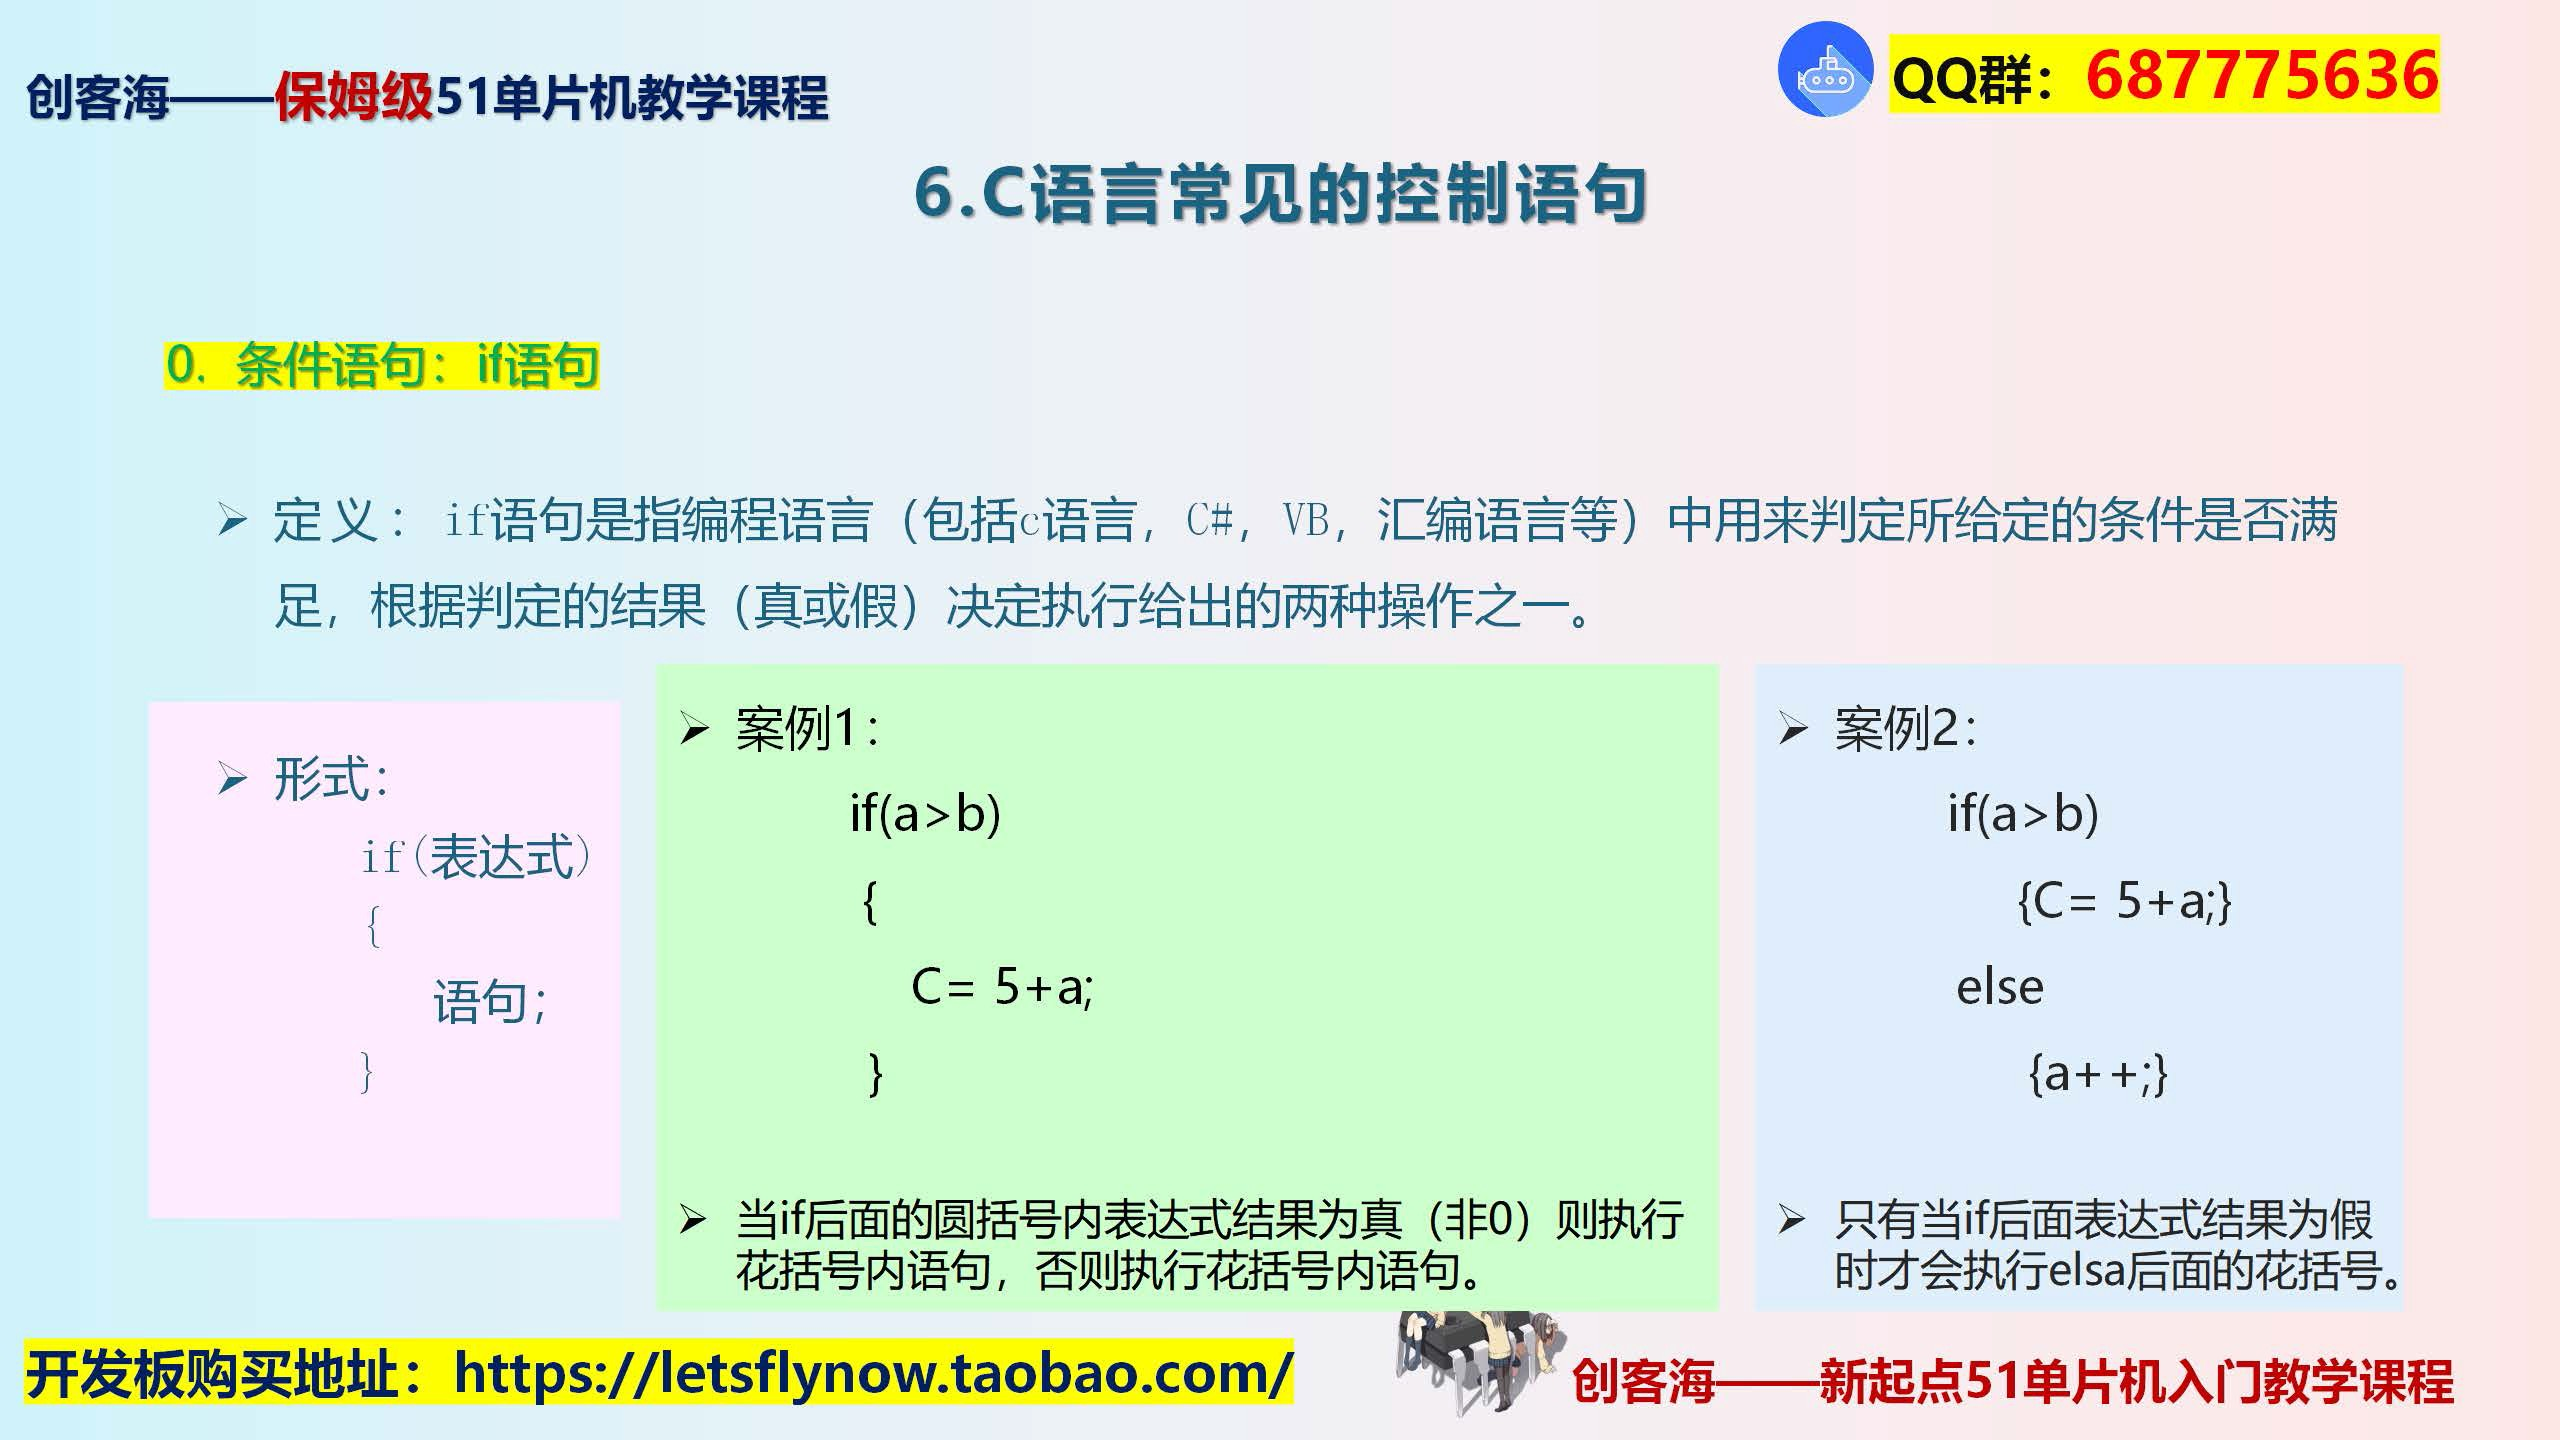 创客海——保姆级51单片机教学课程
QQ群：687775636
6.C语言常见的控制语句
0. 条件语句：if语句
定义：if语句是指编程语言（包括c语言，C#，VB，汇编语言等）中用来判定所给定的条件是否满
足，根据判定的结果（真或假）决定执行给出的两种操作之一。
形式：
if(表达式)
{
语句；
}
案例1：
if(a>b)
{
C= 5+a;
}
当if后面的圆括号内表达式结果为真（非0）则执行
花括号内语句，否则执行花括号内语句。
案例2：
if(a>b)
{C= 5+a;}
else
{a++;}
只有当if后面表达式结果为假
时才会执行elsa后面的花括号。
开发板购买地址：https://letsflynow.taobao.com/
创客海——新起点51单片机入门教学课程